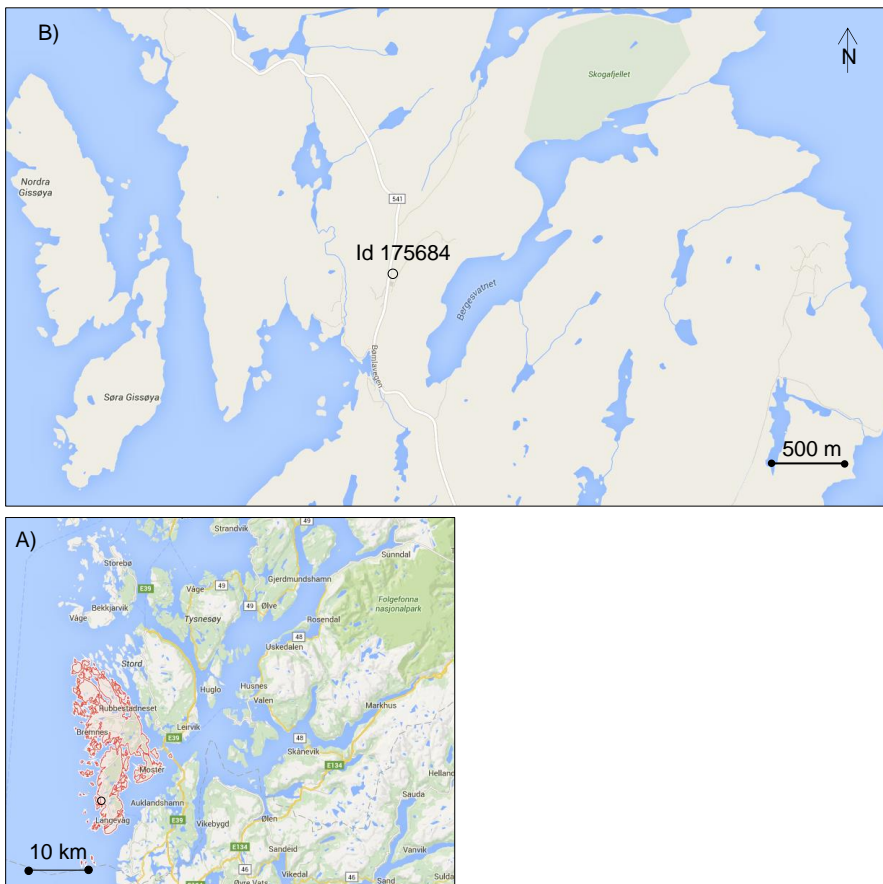 B)
N
Skogafjellet
Nordra
Gissøya
541
Id 175684
Bergesvatnet
Bømlavegen
Søra Gissøya
500 m
A)
Strandvik
49
Sunndal
Storebø
Gjerdmundshamn
E39
Våge
49
Folgefonna
nasjonalpark
Bekkjarvik
Ølve
49
Rosendal
Våge
Tysnesøy
48
Uskedalen
Stord
Huglo
Husnes
Valen
Markhus
Rubbestadneset
Leirvik
Bremnes
E39
48
Skånevik
Moster
E134
Helland
Auklandshamn
Sauda
Langevåg
E39
Vikebygd
Ølen
Vanvik
E134
Sandeid
46
10 km
46
Vikedal
Sand
Øvre Vats